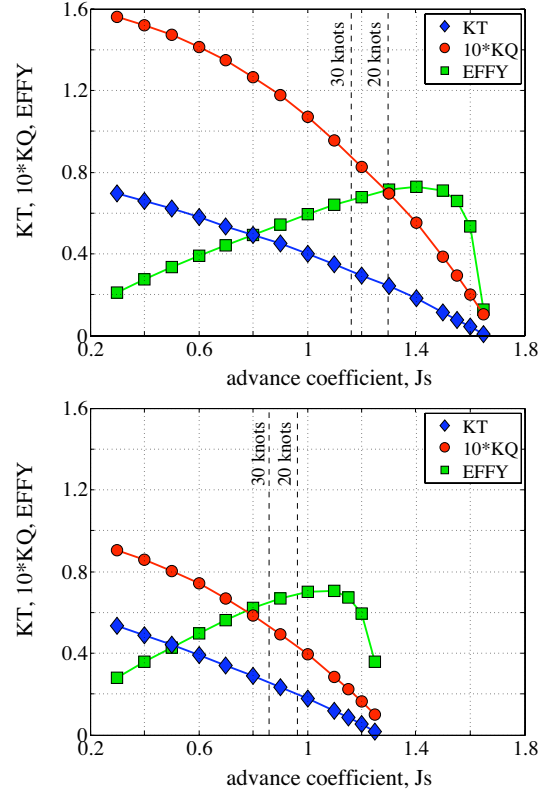 1.6
1.2
0.8
0.4
0
KT, 10*KQ, EFFY
30 knots
20 knots
KT
10*KQ
EFFY
0.2 0.6 1 1.4 1.8
advance coefficient, Js
1.6
1.2
0.8
0.4
0
KT, 10*KQ, EFFY
30 knots
20 knots
KT
10*KQ
EFFY
0.2 0.6 1 1.4 1.8
advance coefficient, Js